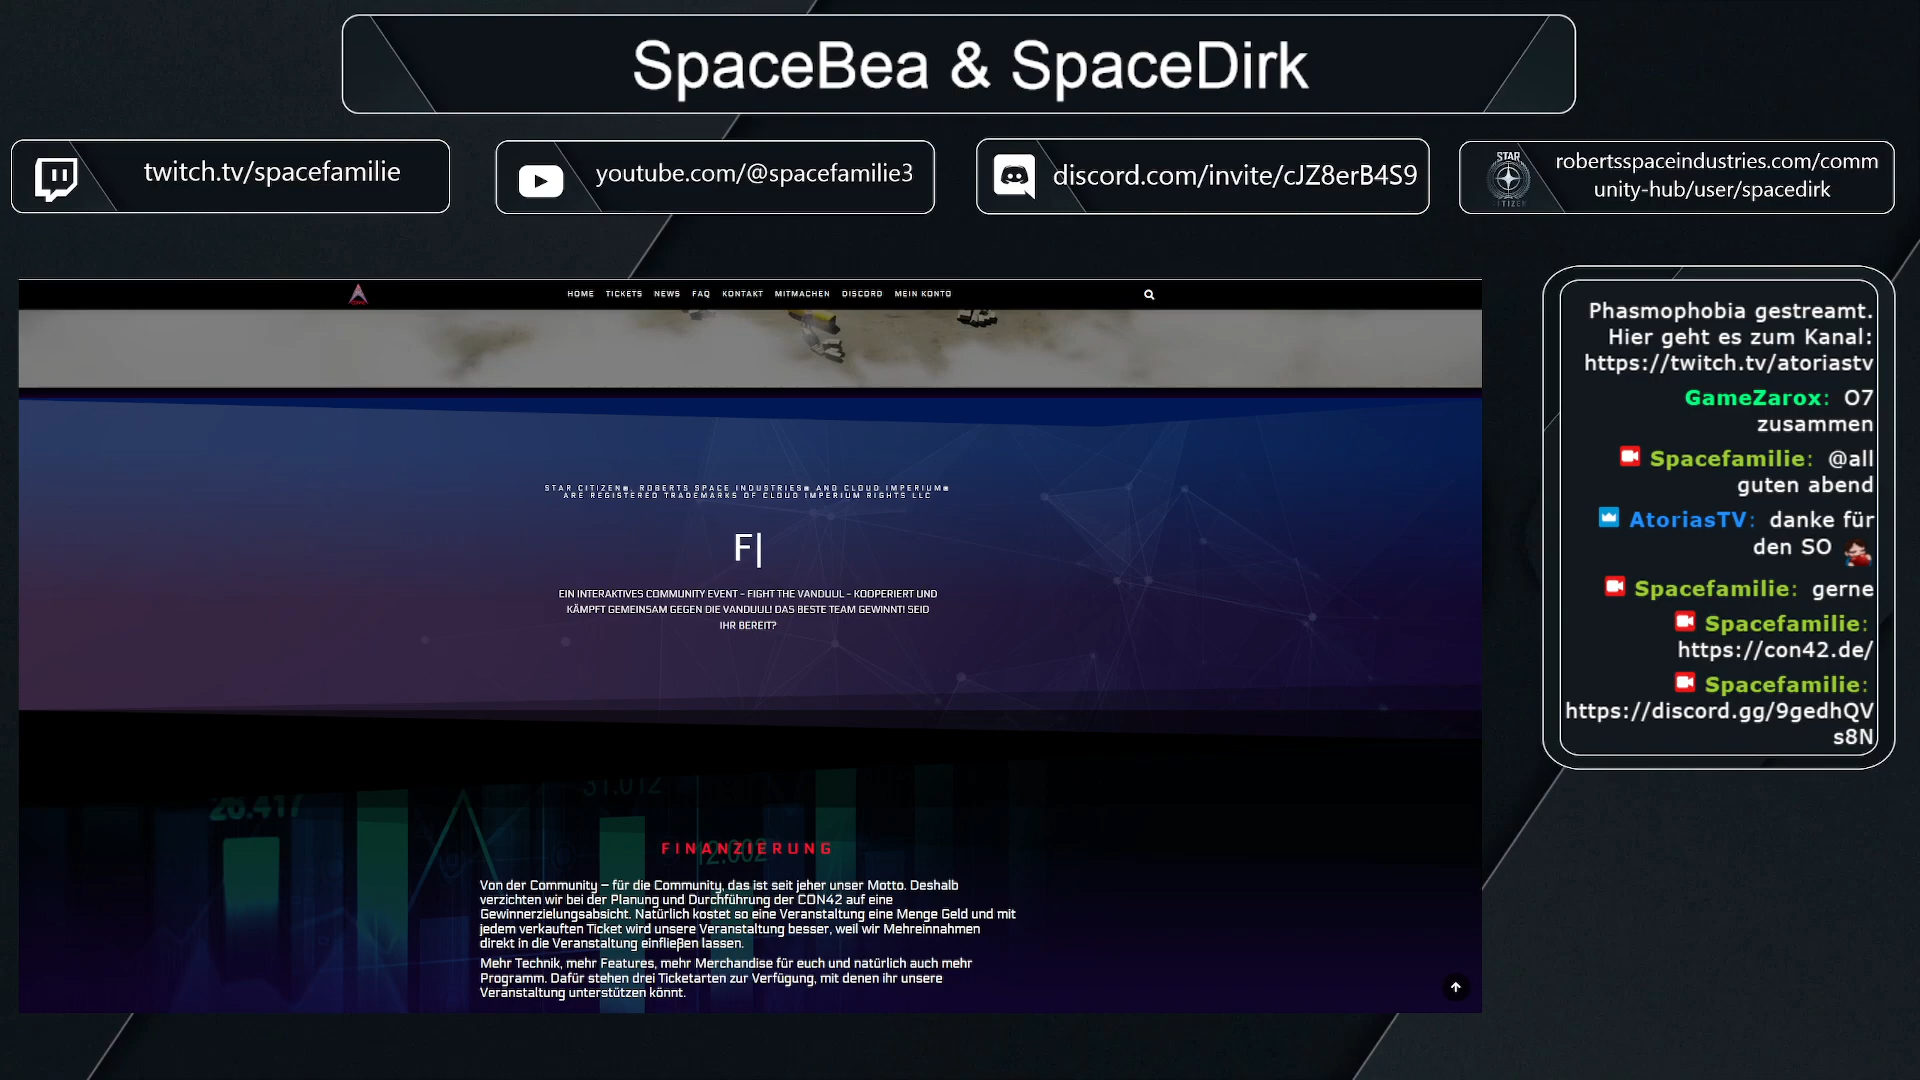 SpaceBea & SpaceDirk
twitch.tv/spacefamilie
youtube.com/@spacefamilie3
discord.com/invite/cJZ8erB4S9
STAR
robertsspaceindustries.com/comm
unity-hub/user/spacedirk
HOME TICKETS NEWS FAQ KONTAKT MITMACHEN DISCORD MEIN KONTO
STAR CITIZEN®, ROBERTS SPACE INDUSTRIES® AND CLOUD IMPERIUM®
ARE REGISTERED TRADEMARKS OF CLOUD IMPERIUM RIGHTS LLC
F|
EIN INTERAKTIVES COMMUNITY EVENT – FIGHT THE VANDUUL – KOOPERIERT UND
KÄMPFT GEMEINSAM GEGEN DIE VANDUUL! DAS BESTE TEAM GEWINNT! SEID
IHR BEREIT?
31.012
26.417
12.002
FINANZIERUNG
Von der Community – für die Community, das ist seit jeher unser Motto. Deshalb
verzichten wir bei der Planung und Durchführung der CON42 auf eine
Gewinnerzielungsabsicht. Natürlich kostet so eine Veranstaltung eine Menge Geld und mit
jedem verkauften Ticket wird unsere Veranstaltung besser, weil wir Mehreinnahmen
direkt in die Veranstaltung einfließen lassen.
Mehr Technik, mehr Features, mehr Merchandise für euch und natürlich auch mehr
Programm. Dafür stehen drei Ticketarten zur Verfügung, mit denen ihr unsere
Veranstaltung unterstützen könnt.
Phasmophobia gestreamt.
Hier geht es zum Kanal:
https://twitch.tv/atoriastv
GameZarox: O7
zusammen
Spacefamilie: @all
guten abend
AtoriasTV: danke für
den SO
Spacefamilie: gerne
Spacefamilie:
https://con42.de/
Spacefamilie:
https://discord.gg/9gedhQV
s8N